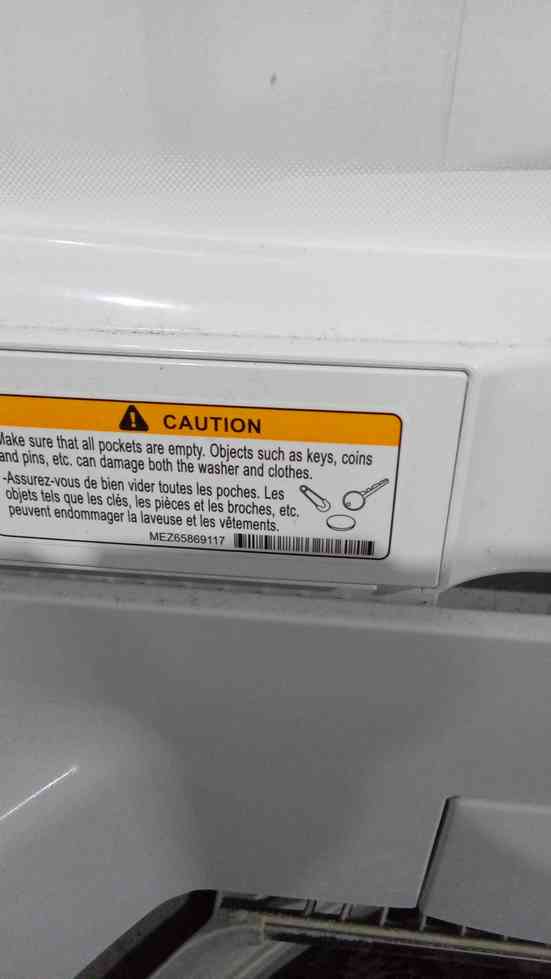 CAUTION
Make sure that all pockets are empty. Objects such as keys, coins
and pins, etc. can damage both the washer and clothes.
-Assurez-vous de bien vider toutes les poches. Les
objets tels que les clés, les pièces et les broches, etc.
peuvent endommager la laveuse et les vêtements.
MEZ65869117